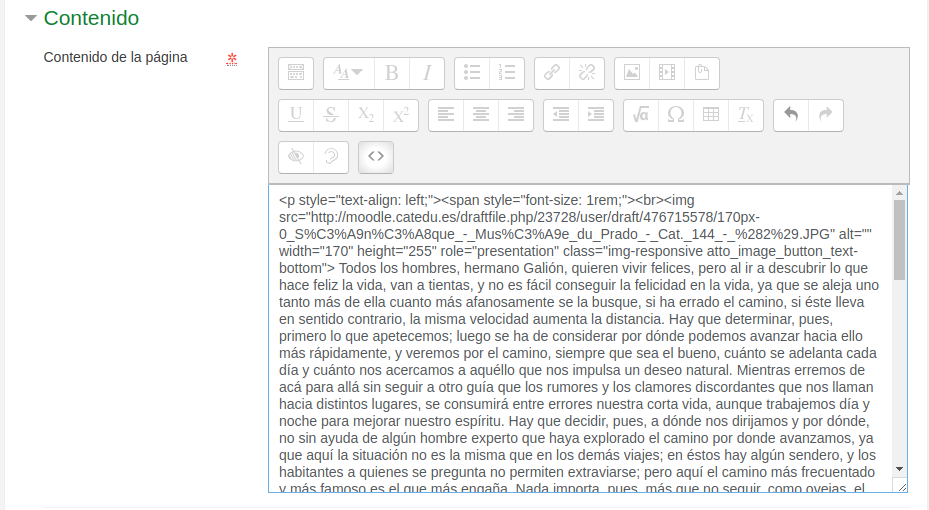 Contenido
Contenido de la página
<p style="text-align: left;"><span style="font-size: 1rem;"><br><img
src="http://moodle.catedu.es/draftfile.php/23728/user/draft/476715578/170px-
0_S%C3%A9n%C3%A8que_-_Mus%C3%A9e_du_Prado_-_Cat._144_-_%282%29.JPG" alt=""
width="170" height="255" role="presentation" class="img-responsive atto_image_button_text-
bottom"> Todos los hombres, hermano Galión, quieren vivir felices, pero al ir a descubrir lo que
hace feliz la vida, van a tientas, y no es fácil conseguir la felicidad en la vida, ya que se aleja uno
tanto más de ella cuanto más afanosamente se la busque, si ha errado el camino, si éste lleva
en sentido contrario, la misma velocidad aumenta la distancia. Hay que determinar, pues,
primero lo que apetecemos; luego se ha de considerar por dónde podemos avanzar hacia ello
más rápidamente, y veremos por el camino, siempre que sea el bueno, cuánto se adelanta cada
día y cuánto nos acercamos a aquéllo que nos impulsa un deseo natural. Mientras erremos de
acá para allá sin seguir a otro guía que los rumores y los clamores discordantes que nos llaman
hacia distintos lugares, se consumirá entre errores nuestra corta vida, aunque trabajemos día y
noche para mejorar nuestro espíritu. Hay que decidir, pues, a dónde nos dirijamos y por dónde,
no sin ayuda de algún hombre experto que haya explorado el camino por donde avanzamos, ya
que aquí la situación no es la misma que en los demás viajes; en éstos hay algún sendero, y los
habitantes a quienes se pregunta no permiten extraviarse; pero aquí el camino más frecuentado
y más famoso es el que más engaña. Nada importa, pues, más que no seguir, como ovejas, el